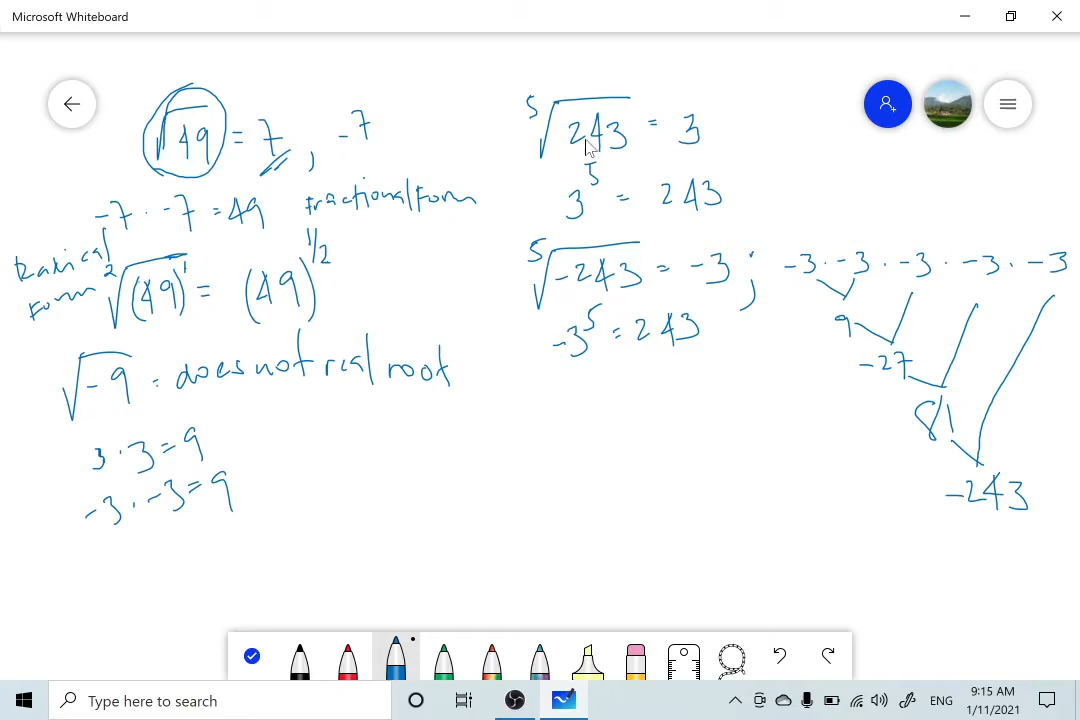 Microsoft Whiteboard
√49 = 7, -7
-7 · -7 = 49
fractional form
Radical form
²√(49)¹ = (49)^1/2
√-9 = does not real root
3 · 3 = 9
-3 · -3 = 9
⁵√243 = 3
3⁵ = 243
⁵√-243 = -3 ;
-3⁵ = 243
-3 · -3 · -3 · -3 · -3
9
-27
81
-243
Type here to search
ENG
9:15 AM
1/11/2021